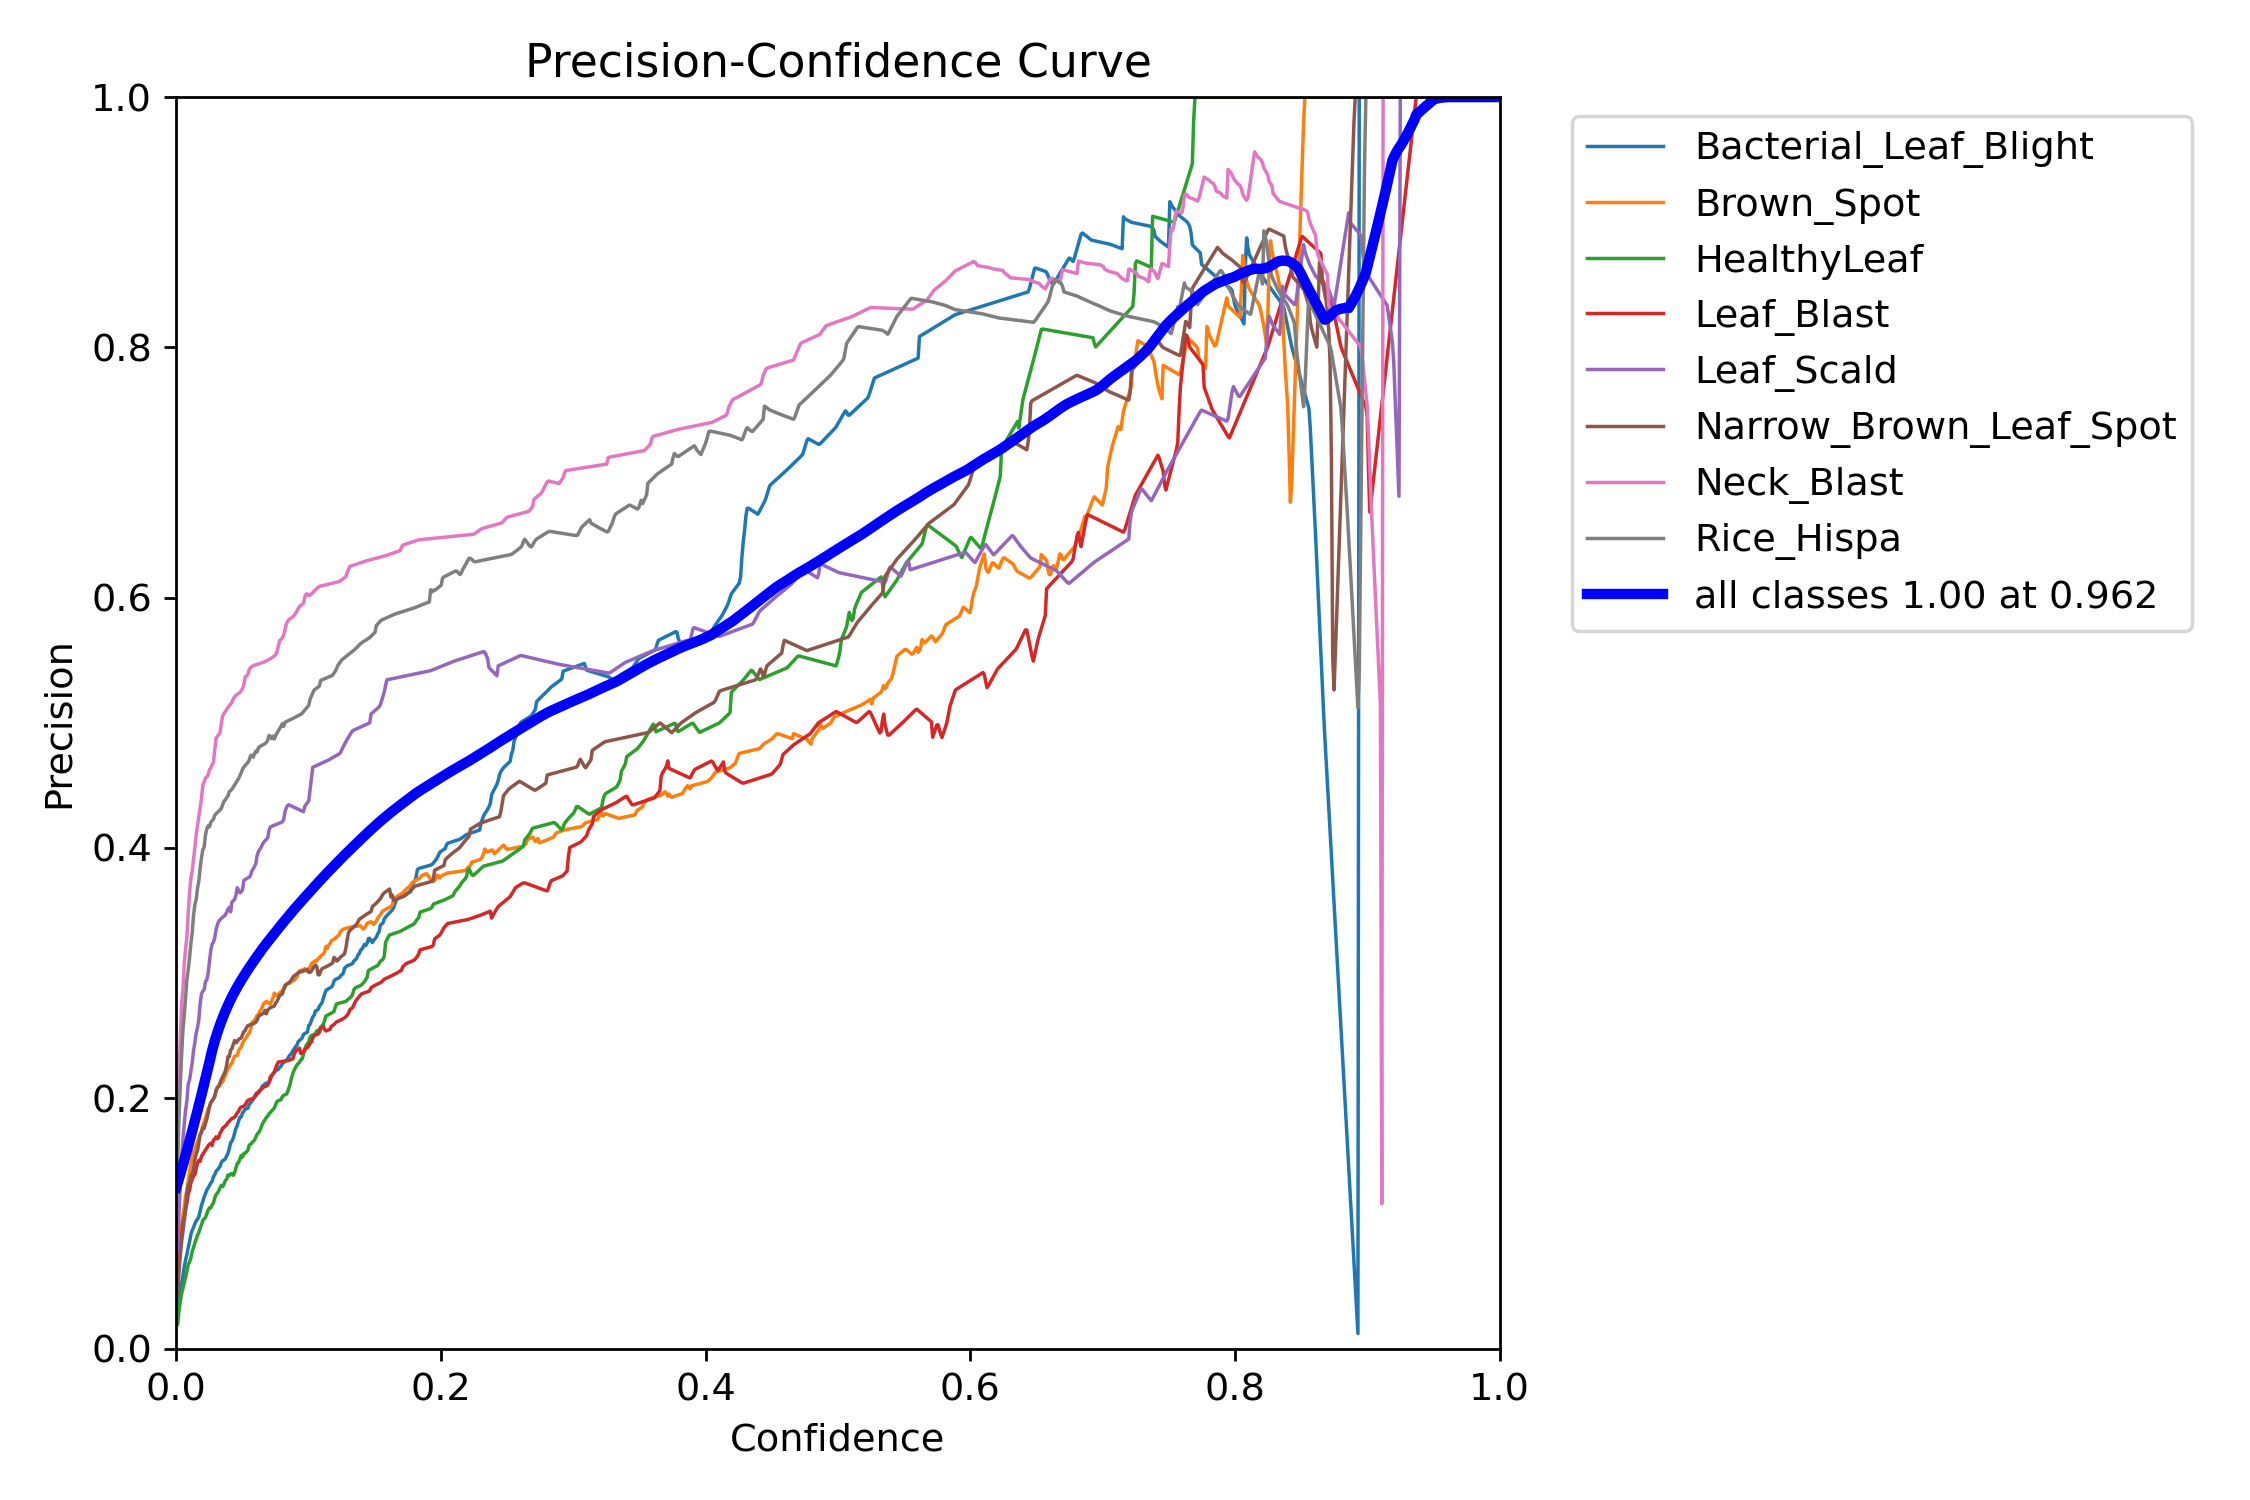 Precision-Confidence Curve
1.0
0.8
0.6
0.4
0.2
0.0
Precision
0.0 0.2 0.4 0.6 0.8 1.0
Confidence
Bacterial_Leaf_Blight
Brown_Spot
HealthyLeaf
Leaf_Blast
Leaf_Scald
Narrow_Brown_Leaf_Spot
Neck_Blast
Rice_Hispa
all classes 1.00 at 0.962